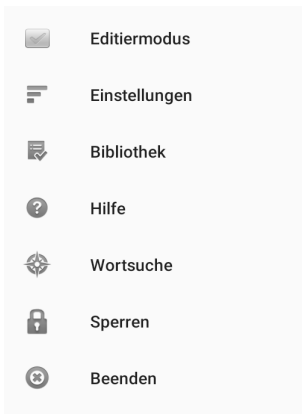 Editiermodus
Einstellungen
Bibliothek
Hilfe
Wortsuche
Sperren
Beenden